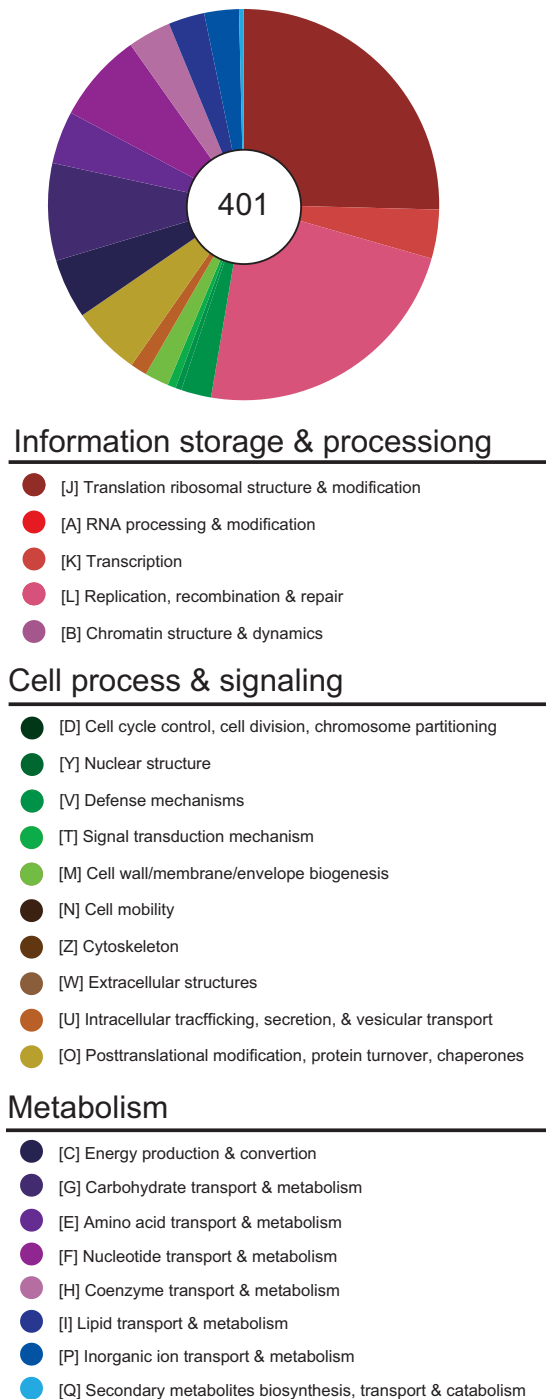 401
Information storage & processiong
[J] Translation ribosomal structure & modification
[A] RNA processing & modification
[K] Transcription
[L] Replication, recombination & repair
[B] Chromatin structure & dynamics
Cell process & signaling
[D] Cell cycle control, cell division, chromosome partitioning
[Y] Nuclear structure
[V] Defense mechanisms
[T] Signal transduction mechanism
[M] Cell wall/membrane/envelope biogenesis
[N] Cell mobility
[Z] Cytoskeleton
[W] Extracellular structures
[U] Intracellular tracfficking, secretion, & vesicular transport
[O] Posttranslational modification, protein turnover, chaperones
Metabolism
[C] Energy production & convertion
[G] Carbohydrate transport & metabolism
[E] Amino acid transport & metabolism
[F] Nucleotide transport & metabolism
[H] Coenzyme transport & metabolism
[I] Lipid transport & metabolism
[P] Inorganic ion transport & metabolism
[Q] Secondary metabolites biosynthesis, transport & catabolism